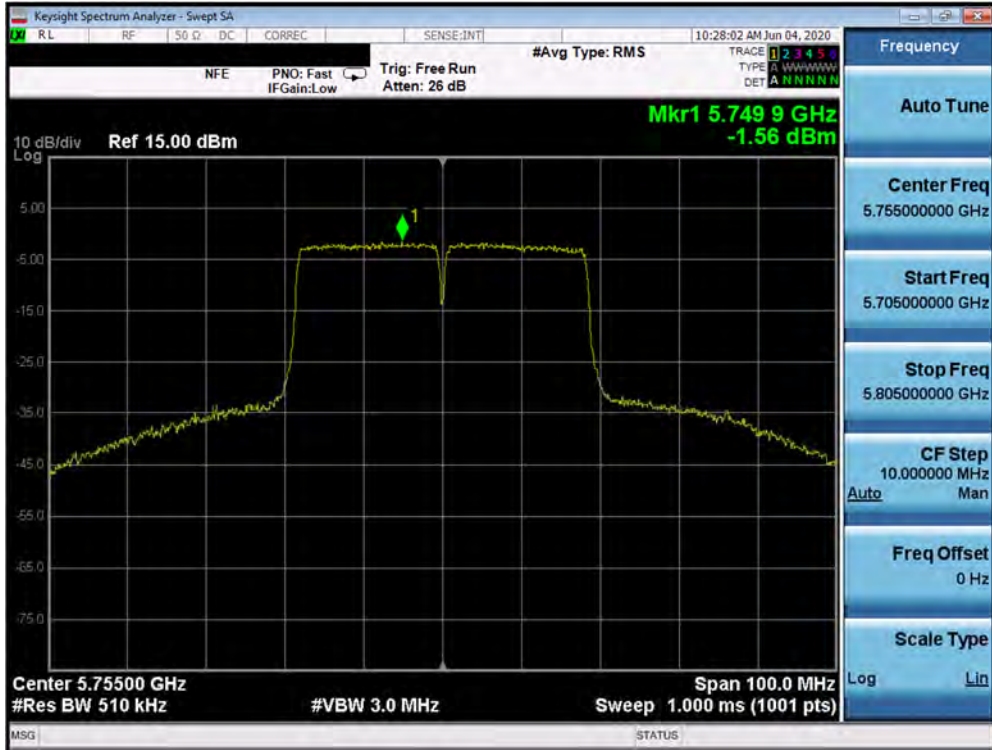 Keysight Spectrum Analyzer - Swept SA
LXI RL RF 50 Ω DC CORREC SENSE:INT 10:28:02 AM Jun 04, 2020
NFE PNO: Fast Trig: Free Run #Avg Type: RMS TRACE 1 2 3 4 5 6
IFGain:Low Atten: 26 dB TYPE A WWWWW
DET A N N N N N
Mkr1 5.749 9 GHz
-1.56 dBm
10 dB/div Ref 15.00 dBm
Log
1
5.00
-5.00
-15.0
-25.0
-35.0
-45.0
-55.0
-65.0
-75.0
Center 5.75500 GHz Span 100.0 MHz
#Res BW 510 kHz #VBW 3.0 MHz Sweep 1.000 ms (1001 pts)
MSG STATUS
Frequency
Auto Tune
Center Freq
5.755000000 GHz
Start Freq
5.705000000 GHz
Stop Freq
5.805000000 GHz
CF Step
10.000000 MHz
Auto Man
Freq Offset
0 Hz
Scale Type
Log Lin